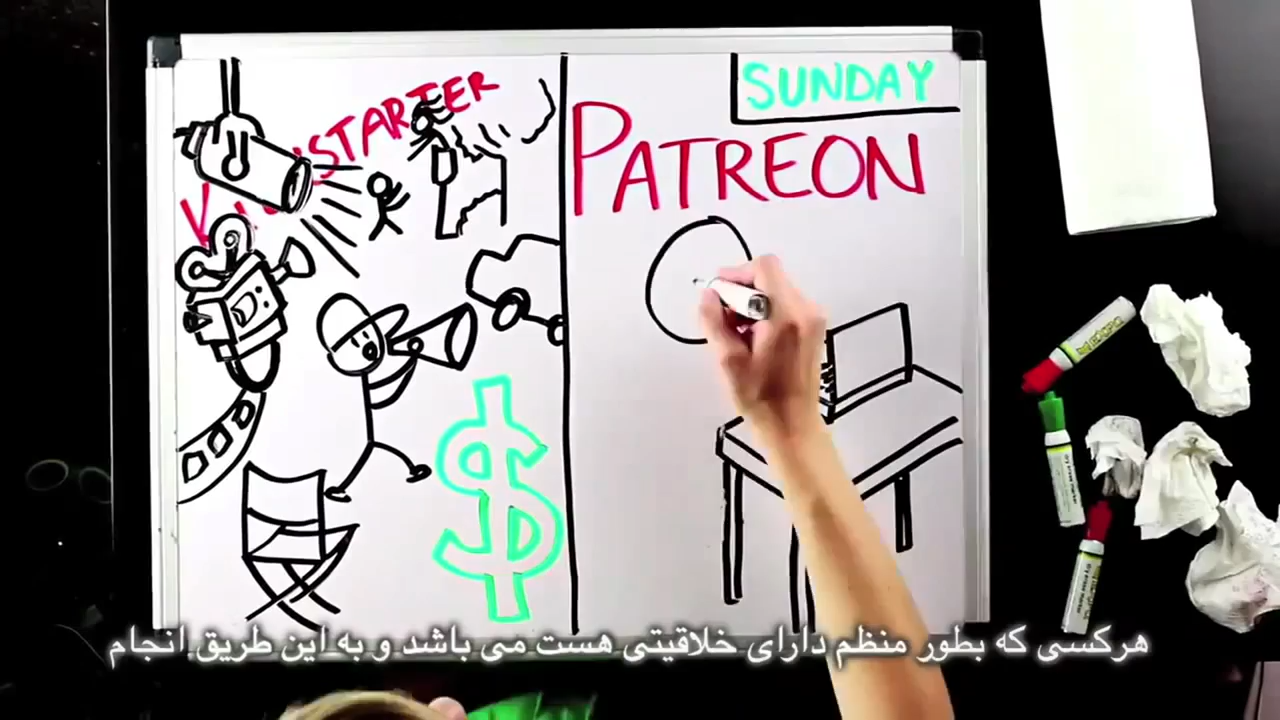 SUNDAY
PATREON
هرکسی که بطور منظم دارای خلاقیتی هست می باشد و به این طریق انجام